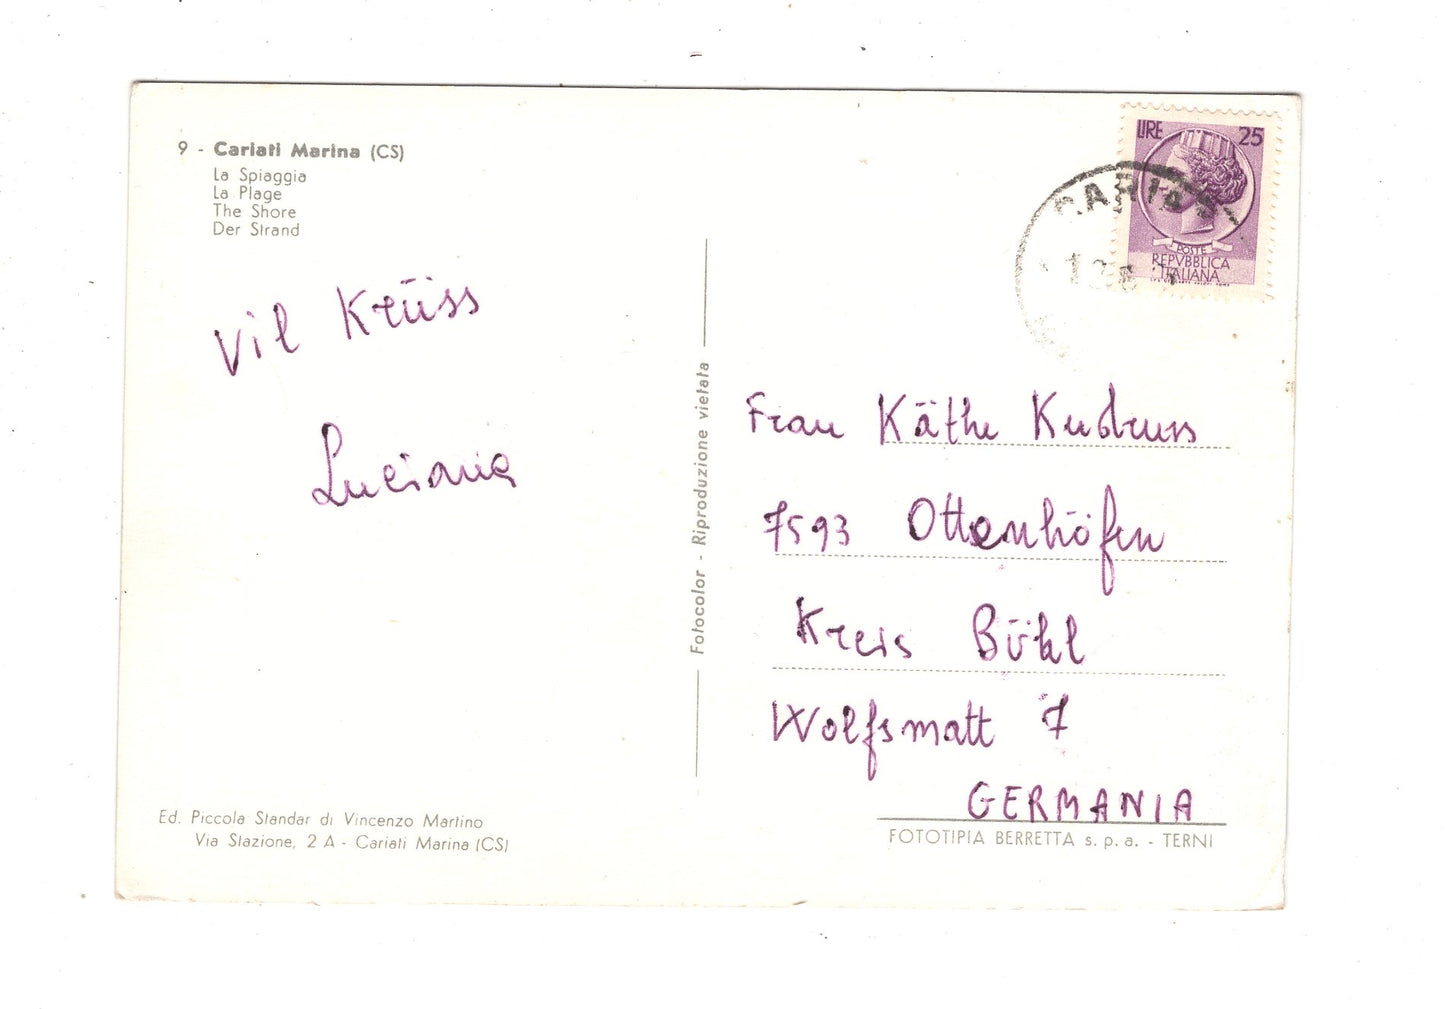 9 - Cariati Marina (CS)
La Spiaggia
La Plage
The Shore
Der Strand
Vil Krüss
Luciana
Ed. Piccola Standar di Vincenzo Martino
Via Stazione, 2 A - Cariati Marina (CS)
Fotocolor - Riproduzione vietata
LIRE 25
POSTE
REPVBBLICA
ITALIANA
CARIATI
Frau Käthe
7593 Ottenhöfen
Kreis Bühl
Wolfsmatt 7
GERMANIA
FOTOTIPIA BERRETTA s. p. a. - TERNI